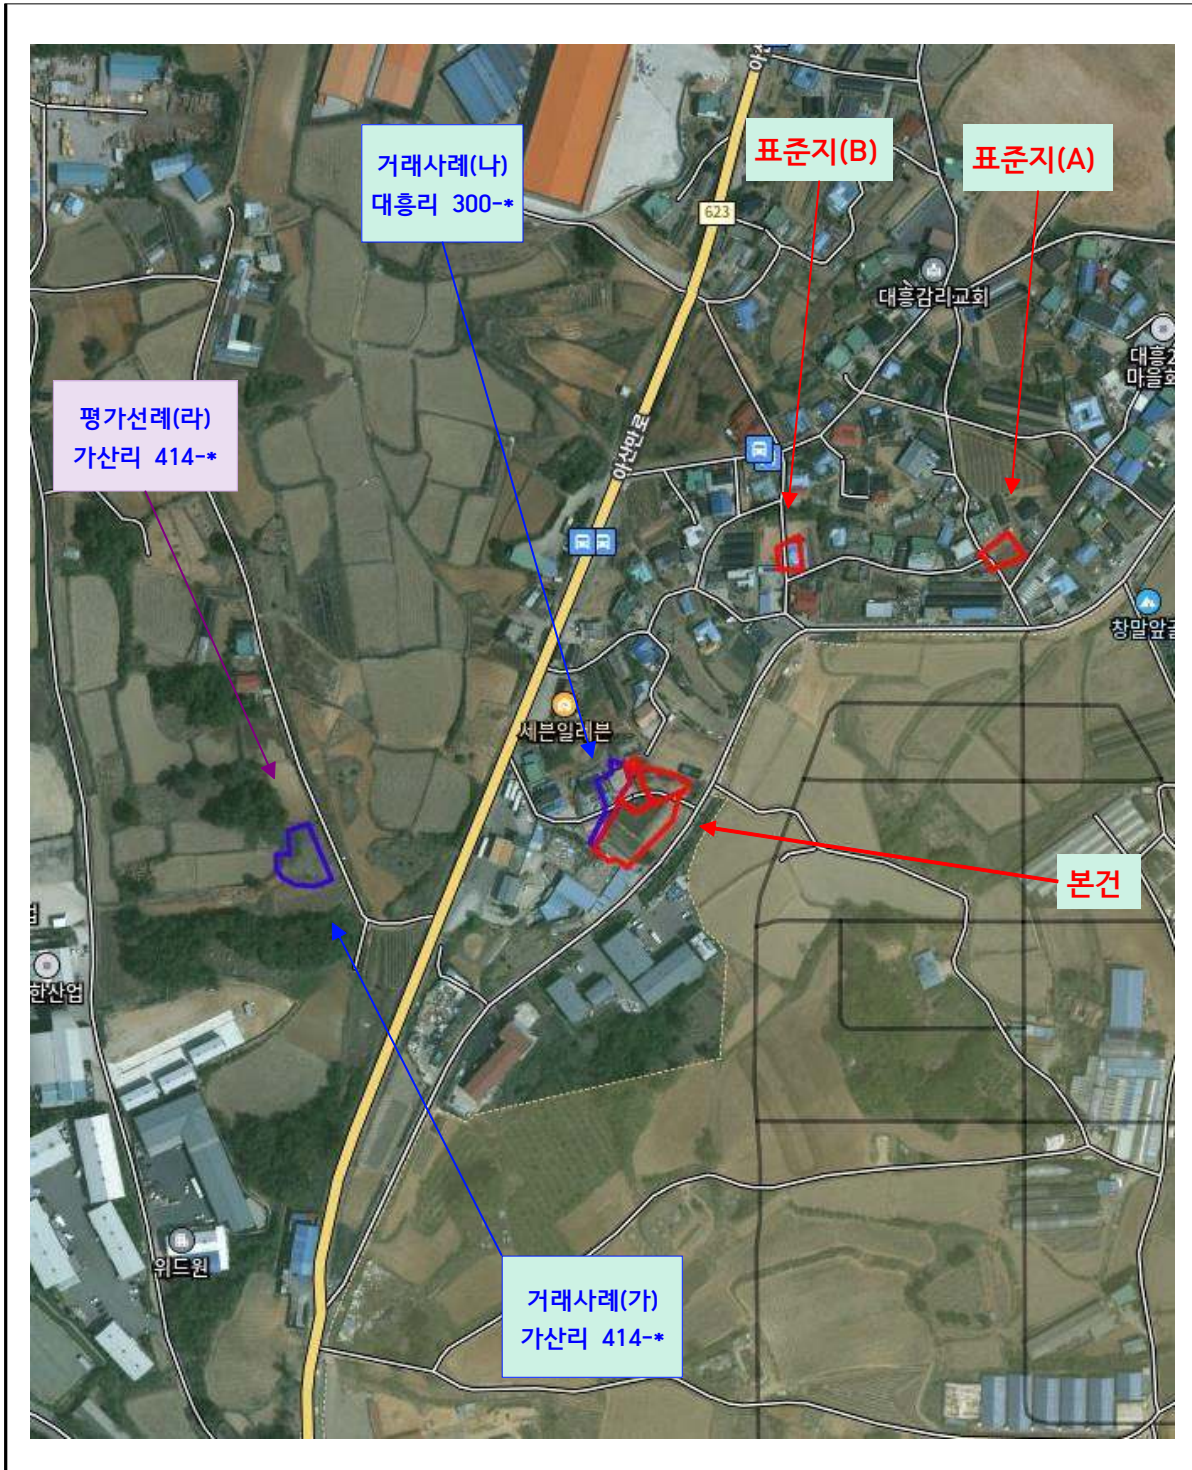 표준지(B)
표준지(A)
거래사례(나)
대흥리 300-*
623
대흥감리교회
대흥2
마을회
평가선례(라)
가산리 414-*
아산만로
세븐일레븐
창말앞골
본건
한산업
위드원
거래사례(가)
가산리 414-*